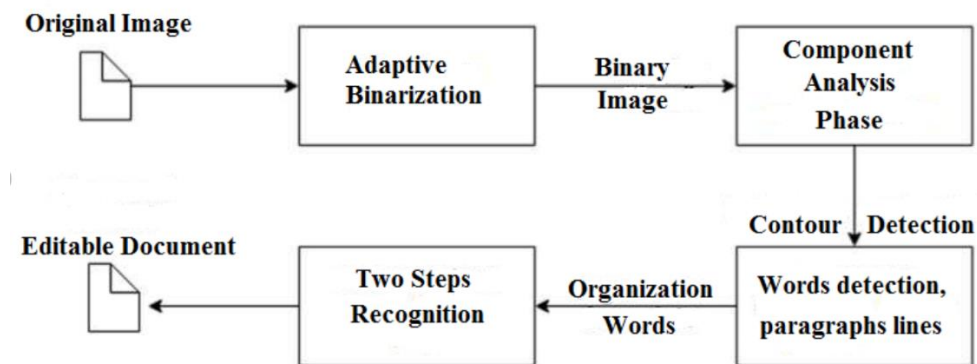 Original Image
Adaptive
Binarization
Binary
Image
Component
Analysis
Phase
Contour Detection
Words detection,
paragraphs lines
Organization
Words
Two Steps
Recognition
Editable Document